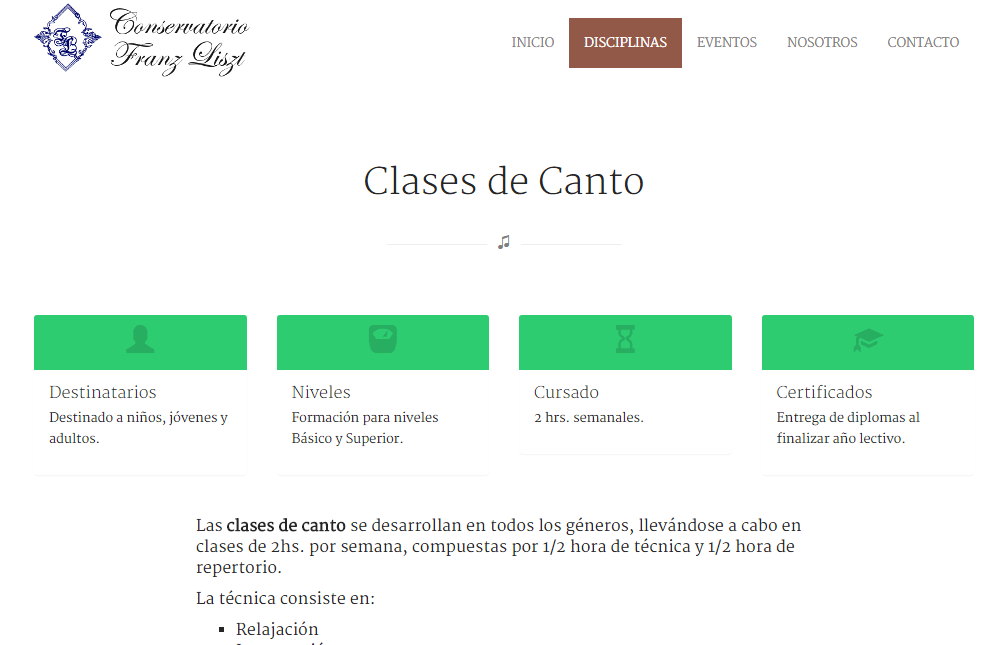 Conservatorio
Franz Liszt
INICIO DISCIPLINAS EVENTOS NOSOTROS CONTACTO
Clases de Canto
Destinatarios
Destinado a niños, jóvenes y
adultos.
Niveles
Formación para niveles
Básico y Superior.
Cursado
2 hrs. semanales.
Certificados
Entrega de diplomas al
finalizar año lectivo.
Las clases de canto se desarrollan en todos los géneros, llevándose a cabo en
clases de 2hs. por semana, compuestas por 1/2 hora de técnica y 1/2 hora de
repertorio.
La técnica consiste en:
Relajación